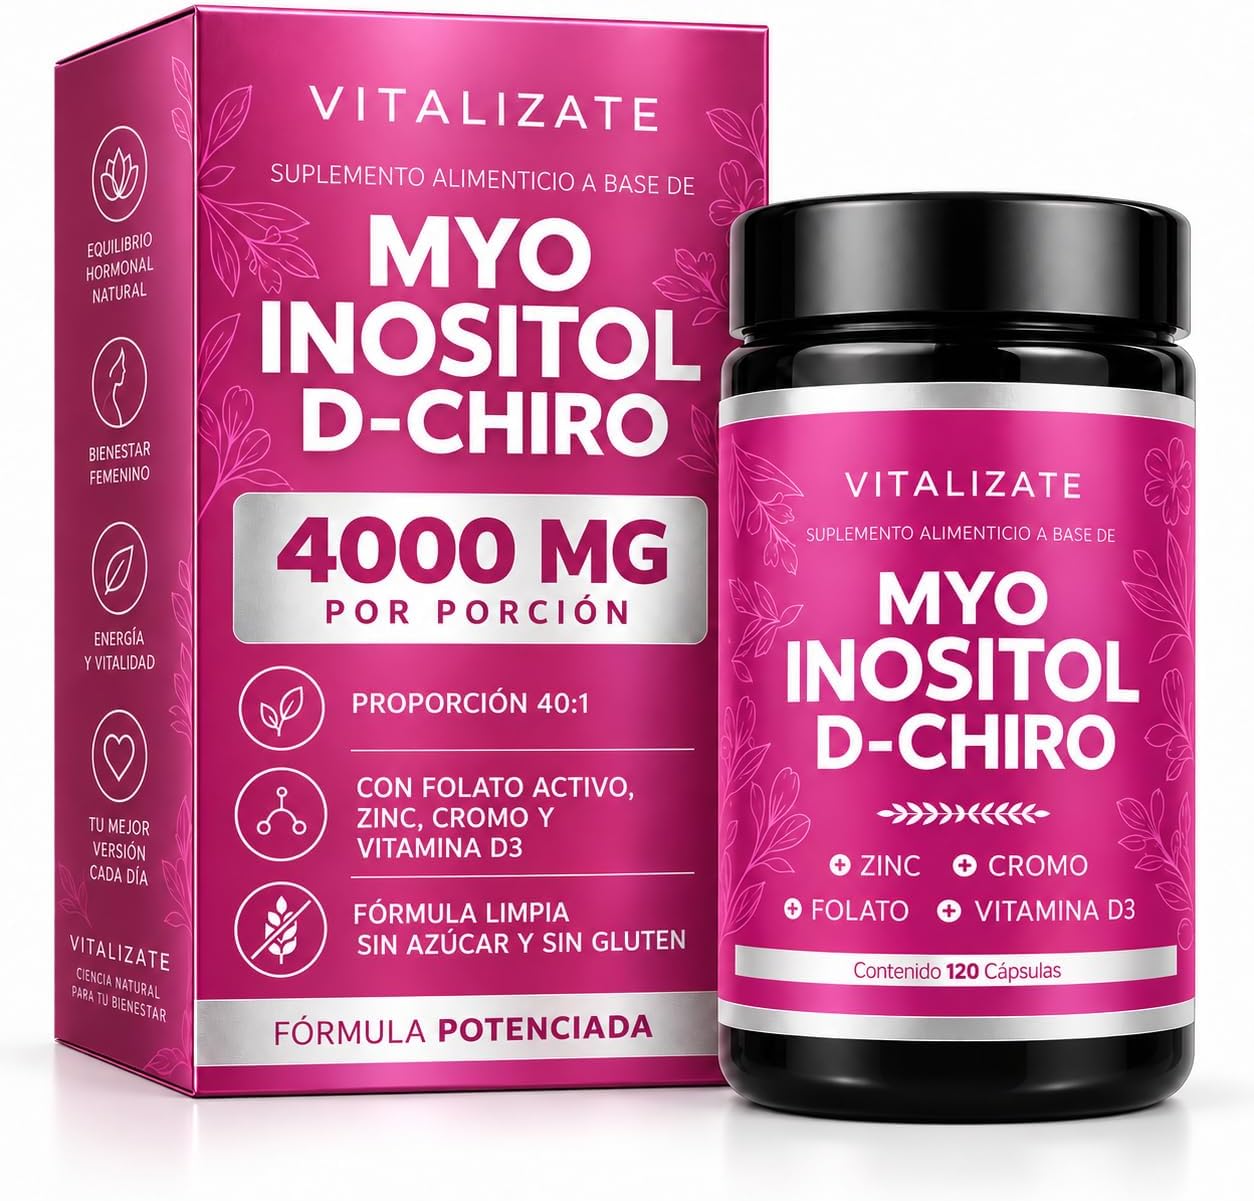 VITALIZATE
SUPLEMENTO ALIMENTICIO A BASE DE
MYO
INOSITOL
D-CHIRO
4000 MG
POR PORCIÓN
PROPORCIÓN 40:1
CON FOLATO ACTIVO,
ZINC, CROMO Y
VITAMINA D3
FÓRMULA LIMPIA
SIN AZÚCAR Y SIN GLUTEN
FÓRMULA POTENCIADA
EQUILIBRIO
HORMONAL
NATURAL
BIENESTAR
FEMENINO
ENERGÍA
Y VITALIDAD
TU MEJOR
VERSIÓN
CADA DÍA
VITALIZATE
CIENCIA NATURAL
PARA TU BIENESTAR
VITALIZATE
SUPLEMENTO ALIMENTICIO A BASE DE
MYO
INOSITOL
D-CHIRO
+ ZINC + CROMO
+ FOLATO + VITAMINA D3
Contenido 120 Cápsulas